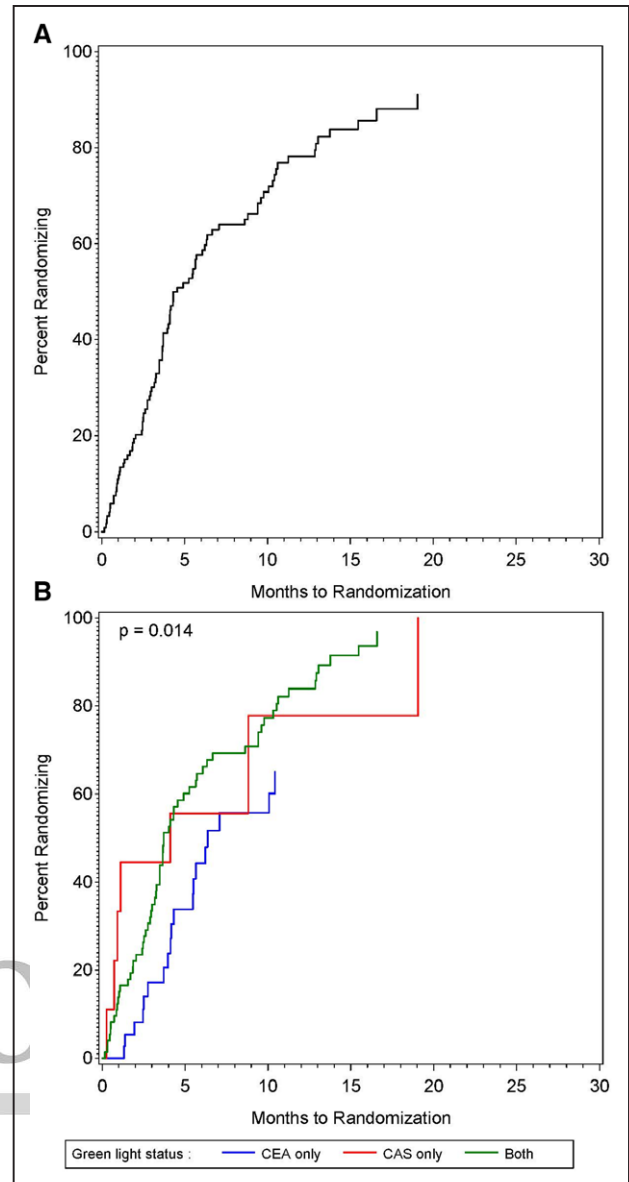 A
100
80
60
40
20
0
Percent Randomizing
0 5 10 15 20 25 30
Months to Randomization
B
p = 0.014
100
80
60
40
20
0
Percent Randomizing
0 5 10 15 20 25 30
Months to Randomization
Green light status : CEA only CAS only Both